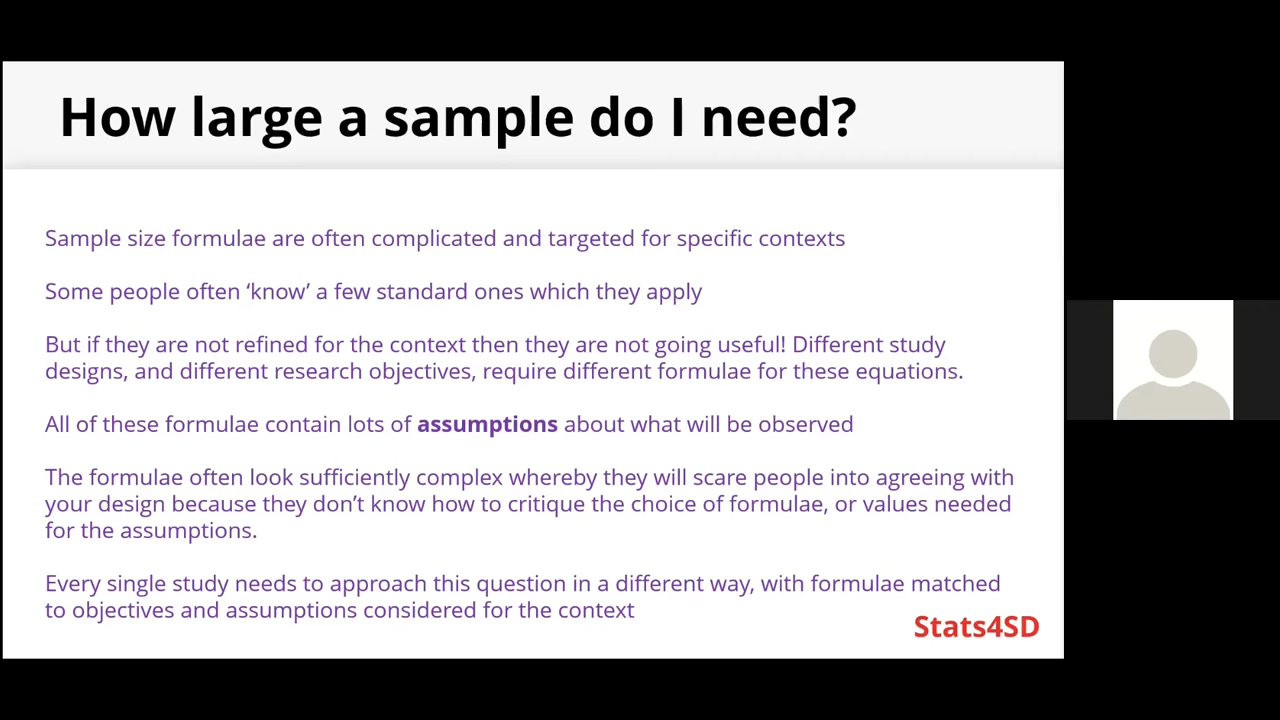 How large a sample do I need?
Sample size formulae are often complicated and targeted for specific contexts
Some people often ‘know’ a few standard ones which they apply
But if they are not refined for the context then they are not going useful! Different study
designs, and different research objectives, require different formulae for these equations.
All of these formulae contain lots of assumptions about what will be observed
The formulae often look sufficiently complex whereby they will scare people into agreeing with
your design because they don’t know how to critique the choice of formulae, or values needed
for the assumptions.
Every single study needs to approach this question in a different way, with formulae matched
to objectives and assumptions considered for the context
Stats4SD